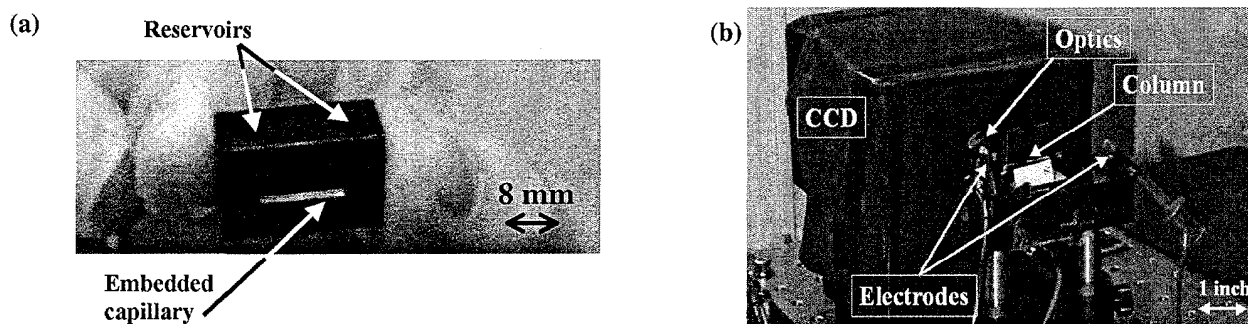 (a)
Reservoirs
8 mm
Embedded
capillary
(b)
Optics
Column
CCD
Electrodes
1 inch